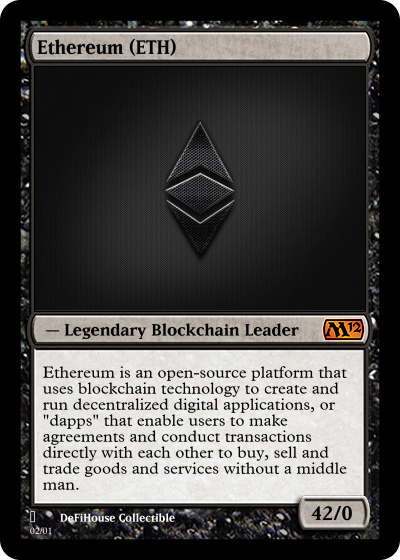 Ethereum (ETH)
— Legendary Blockchain Leader
M12
Ethereum is an open-source platform that
uses blockchain technology to create and
run decentralized digital applications, or
"dapps" that enable users to make
agreements and conduct transactions
directly with each other to buy, sell and
trade goods and services without a middle
man.
42/0
DeFiHouse Collectible
02/01